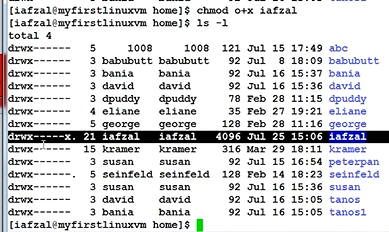 [iafzal@myfirstlinuxvm home]$ chmod o+x iafzal
[iafzal@myfirstlinuxvm home]$ ls -l
total 4
drwx------ 5 1008 1008 121 Jul 15 17:49 abc
drwx------ 3 babubutt babubutt 92 Jul 8 18:09 babubutt
drwx------ 3 bania bania 92 Jul 16 15:37 bania
drwx------ 3 david david 92 Jul 16 15:36 david
drwx------ 3 dpuddy dpuddy 78 Feb 28 11:15 dpuddy
drwx------ 4 eliane eliane 35 Feb 27 19:21 eliane
drwx------ 5 george george 128 Feb 28 11:16 george
drwx-----x. 21 iafzal iafzal 4096 Jul 25 15:06 iafzal
drwx------ 15 kramer kramer 316 Mar 29 18:11 kramer
drwx------ 3 susan susan 92 Jul 15 16:54 peterpan
drwx------. 5 seinfeld seinfeld 128 Feb 14 18:23 seinfeld
drwx------ 3 susan susan 92 Jul 16 15:36 susan
drwx------ 3 tanos tanos 92 Jul 16 15:05 tanos
drwx------ 3 bania bania 92 Jul 16 15:05 tanos1
[iafzal@myfirstlinuxvm home]$